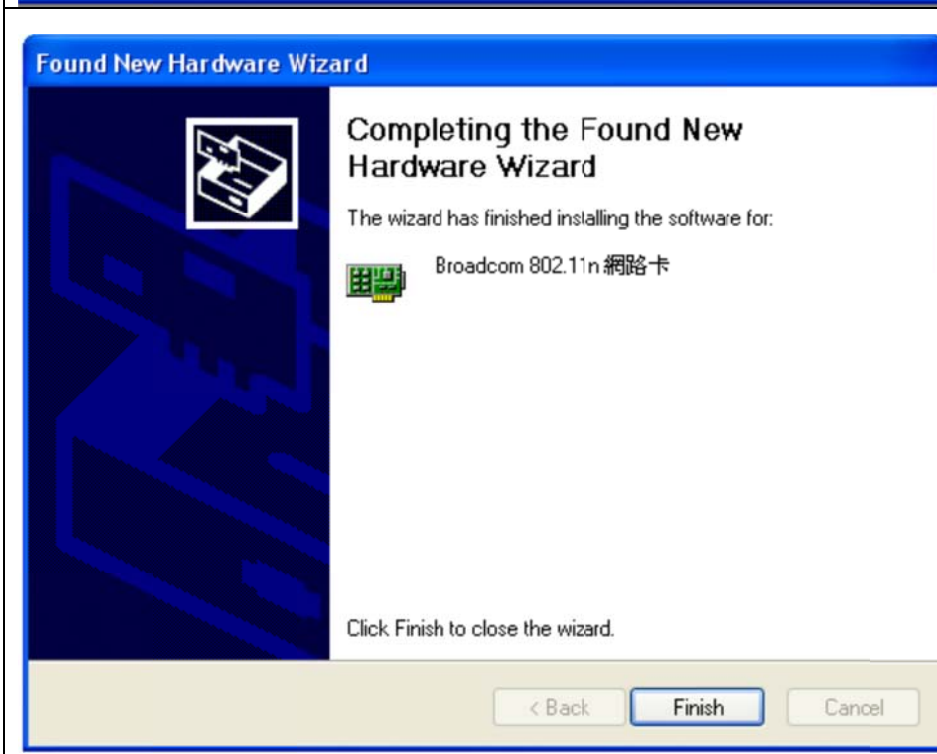 Found New Hardware Wizard
Completing the Found New
Hardware Wizard
The wizard has finished installing the software for:
Broadcom 802.11n 網路卡
Click Finish to close the wizard.
< Back
Finish
Cancel